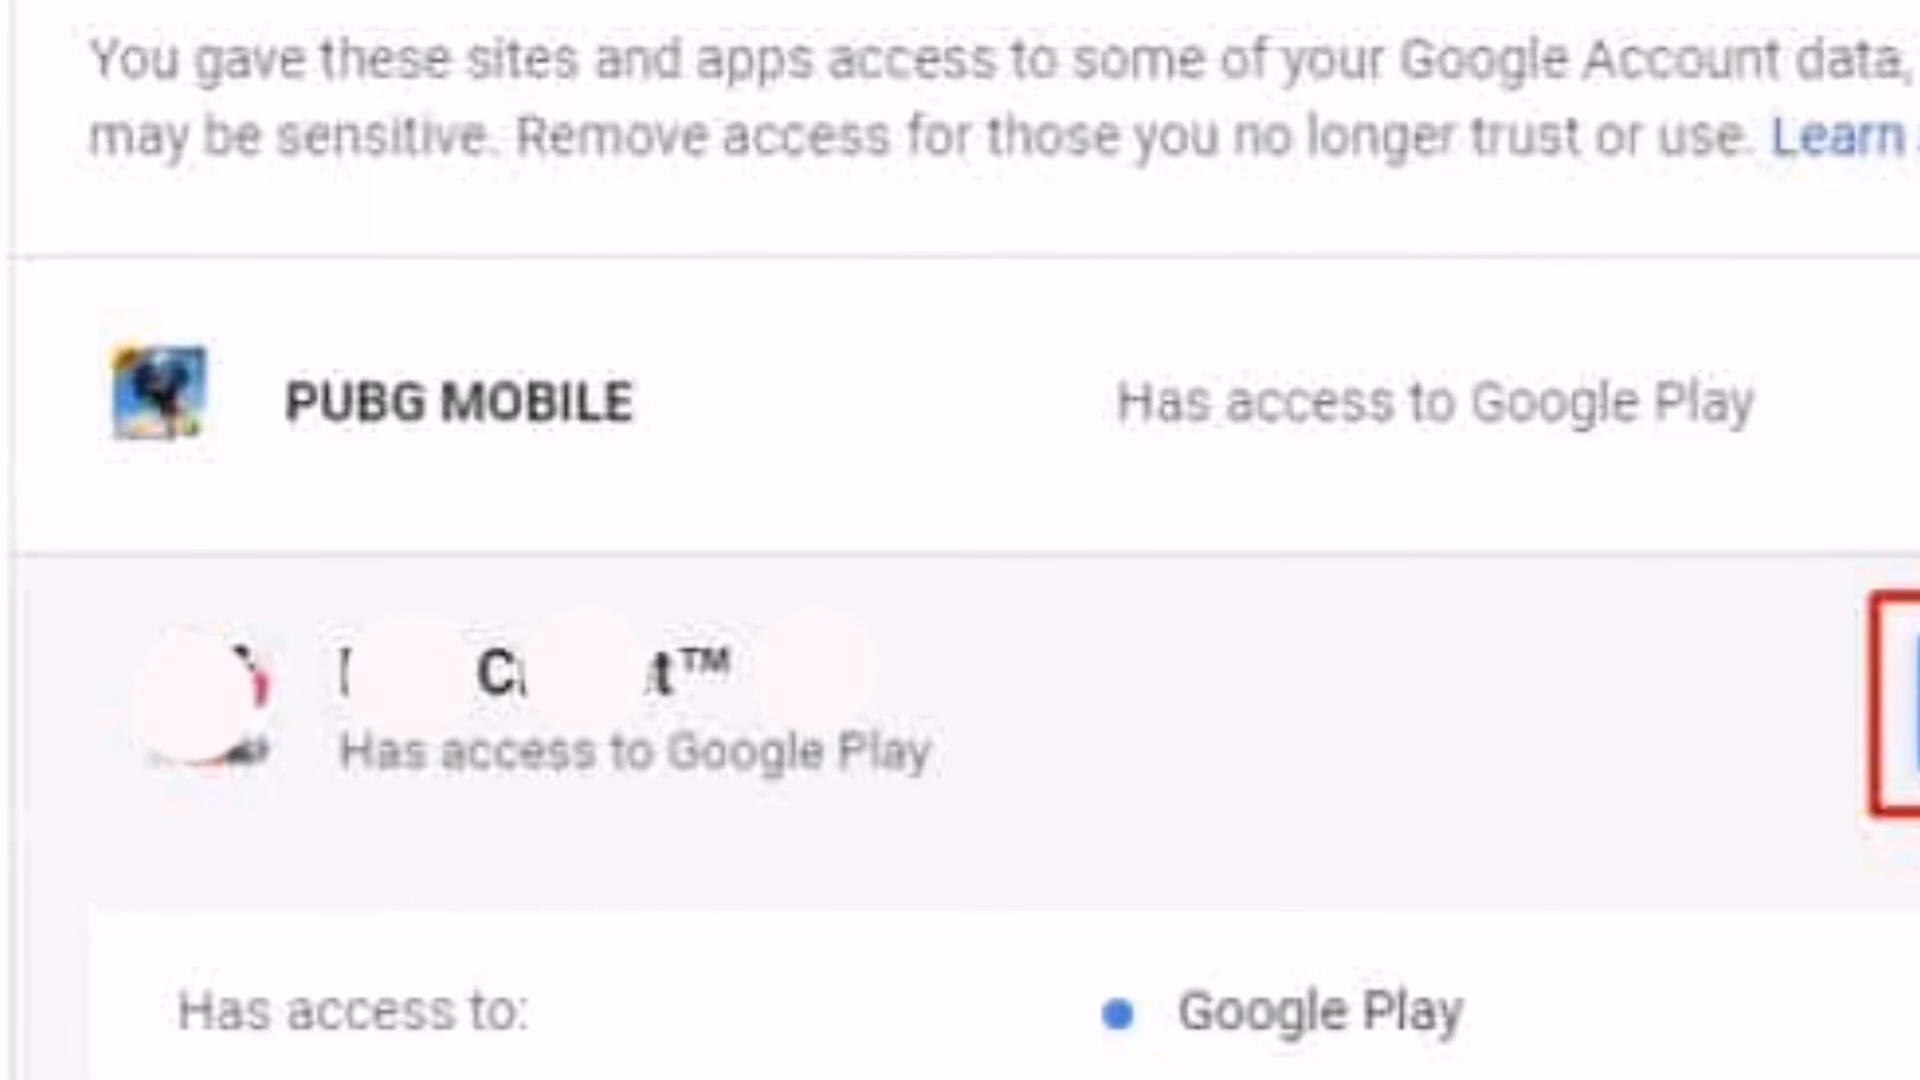 You gave these sites and apps access to some of your Google Account data,
may be sensitive. Remove access for those you no longer trust or use. Learn
PUBG MOBILE
Has access to Google Play
Has access to Google Play
Has access to:
Google Play